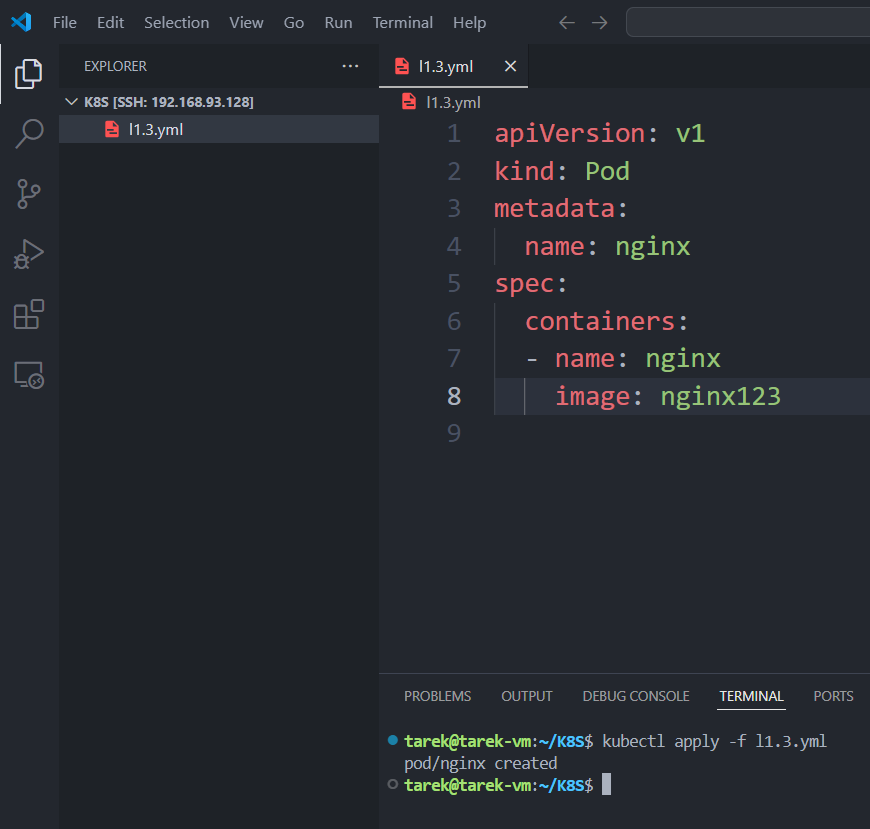 File Edit Selection View Go Run Terminal Help
EXPLORER
K8S [SSH: 192.168.93.128]
l1.3.yml
l1.3.yml
l1.3.yml
1 apiVersion: v1
2 kind: Pod
3 metadata:
4 name: nginx
5 spec:
6 containers:
7 - name: nginx
8 image: nginx123
9
PROBLEMS OUTPUT DEBUG CONSOLE TERMINAL PORTS
tarek@tarek-vm:~/K8S$ kubectl apply -f l1.3.yml
pod/nginx created
tarek@tarek-vm:~/K8S$